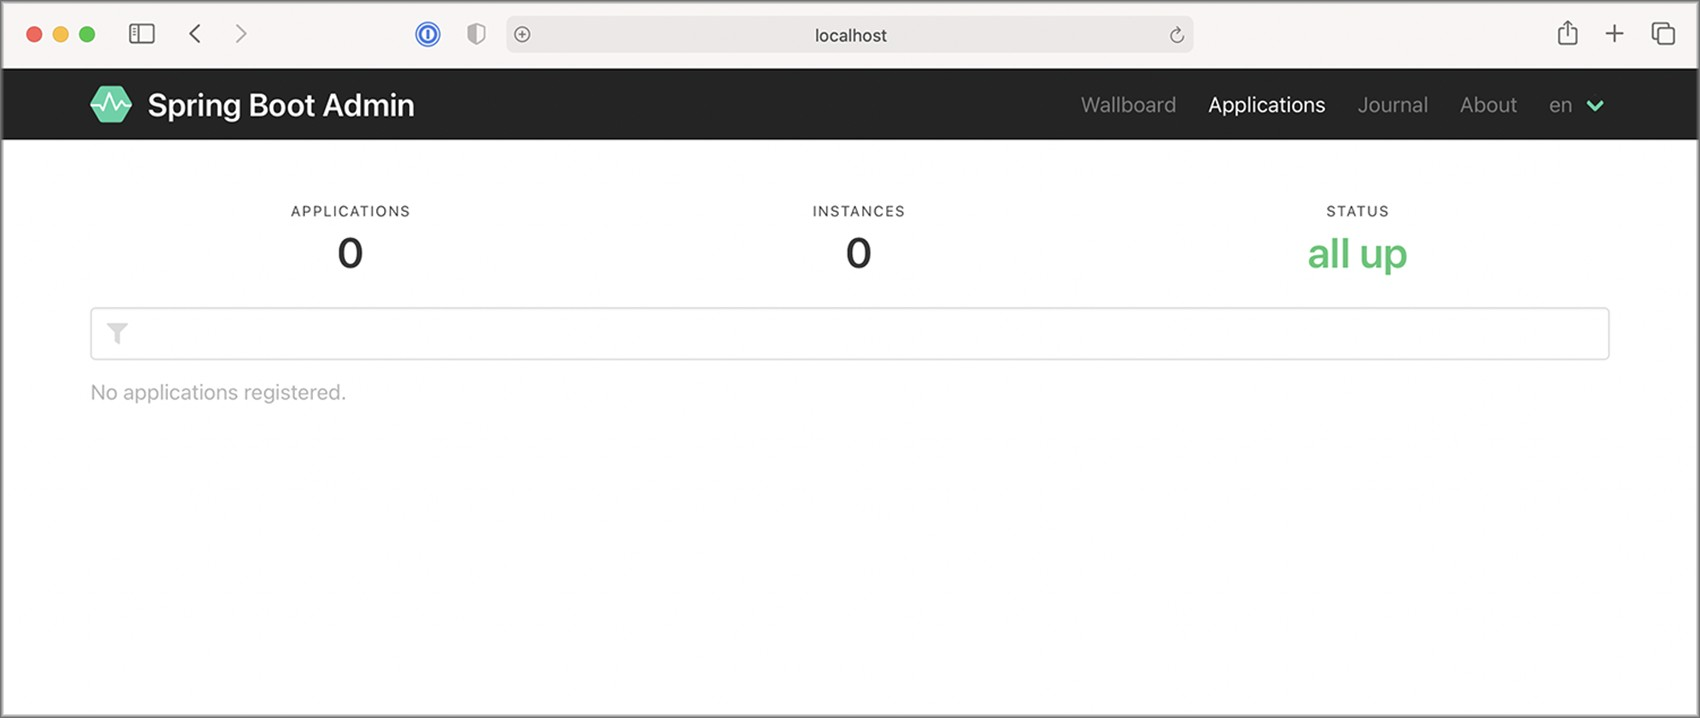 localhost
Spring Boot Admin
Wallboard Applications Journal About en
APPLICATIONS INSTANCES STATUS
0 0 all up
No applications registered.